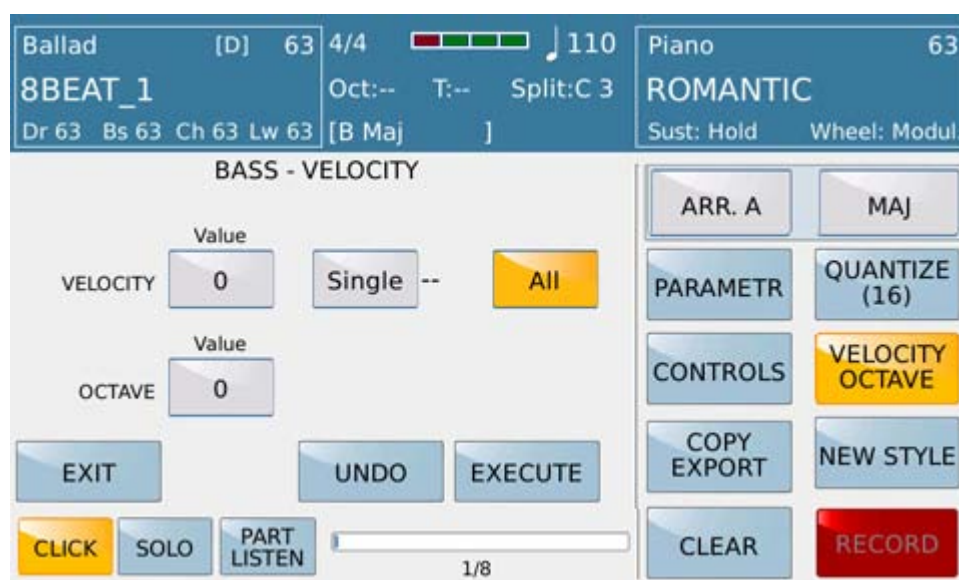 Ballad [D] 63 4/4 110 Piano 63
8BEAT_1 Oct:-- T:-- Split:C 3 ROMANTIC
Dr 63 Bs 63 Ch 63 Lw 63 [B Maj ] Sust: Hold Wheel: Modul.
BASS - VELOCITY
ARR. A MAJ
Value
VELOCITY 0 Single -- All
PARAMETR QUANTIZE
(16)
Value
OCTAVE 0
CONTROLS VELOCITY
OCTAVE
EXIT UNDO EXECUTE
COPY
EXPORT NEW STYLE
CLICK SOLO PART
LISTEN 1/8
CLEAR RECORD